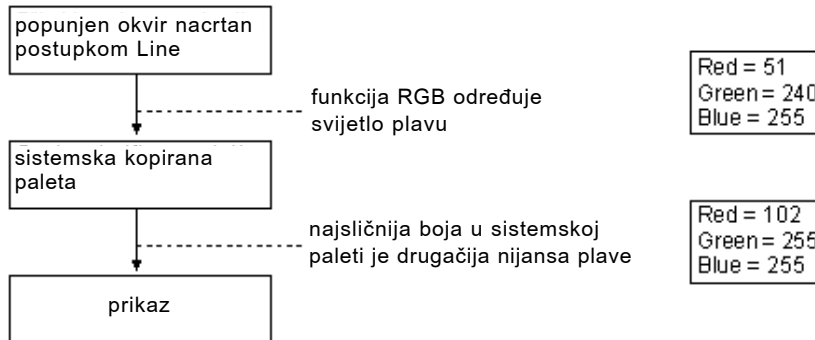 popunjen okvir nacrtan
postupkom Line
funkcija RGB određuje
svijetlo plavu
Red = 51
Green = 240
Blue = 255
sistemska kopirana
paleta
najsličnija boja u sistemskoj
paleti je drugačija nijansa plave
Red = 102
Green = 255
Blue = 255
prikaz